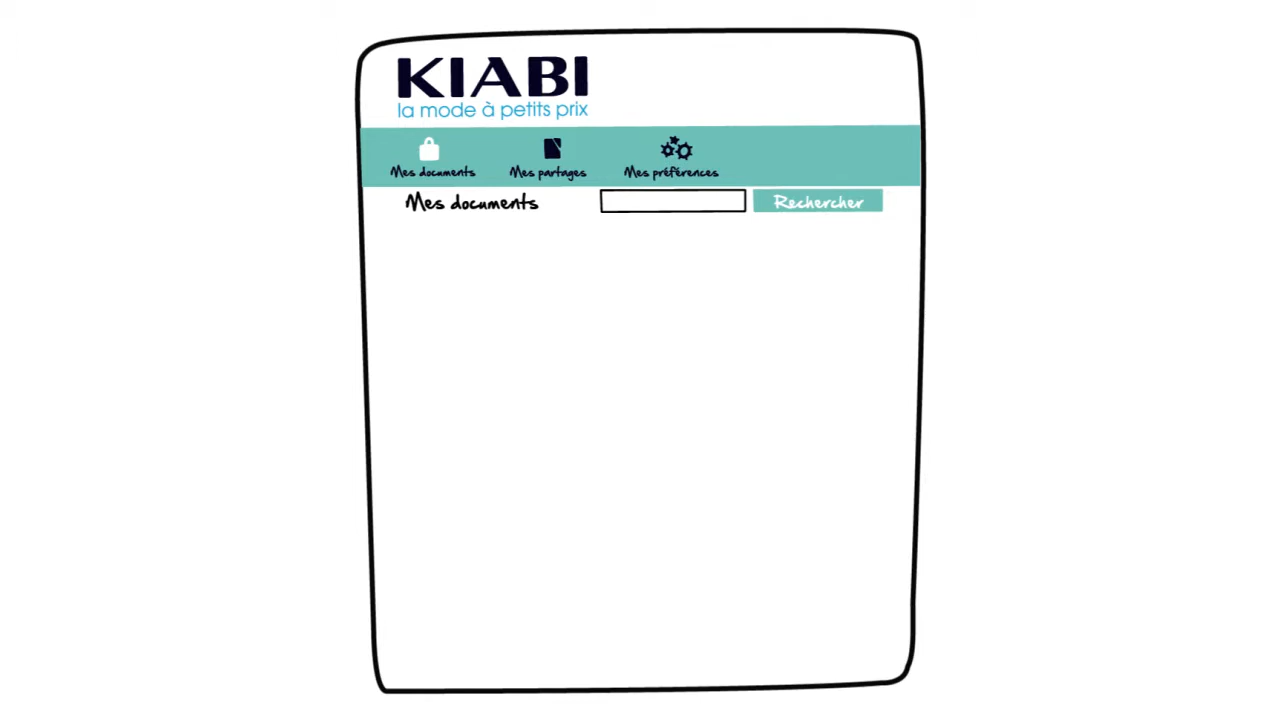 KIABI
la mode à petits prix
Mes documents Mes partages Mes préférences
Mes documents Rechercher